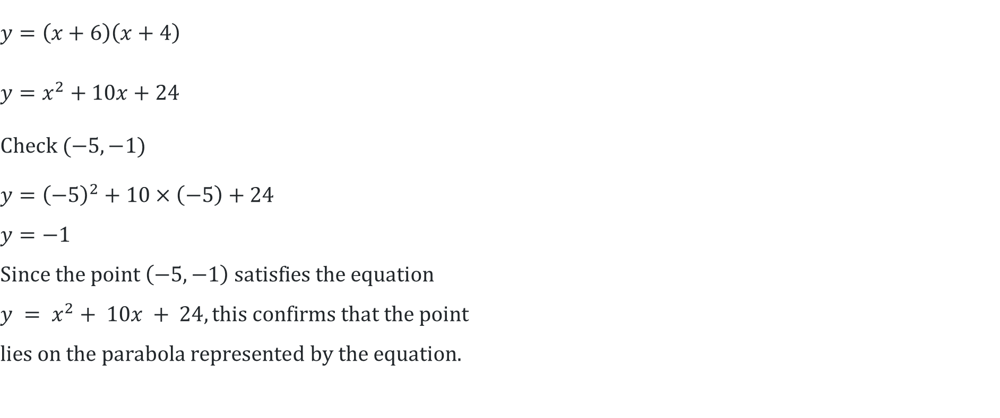 y = (x + 6)(x + 4)
y = x² + 10x + 24
Check (−5, −1)
y = (−5)² + 10 × (−5) + 24
y = −1
Since the point (−5, −1) satisfies the equation
y = x² + 10x + 24, this confirms that the point
lies on the parabola represented by the equation.